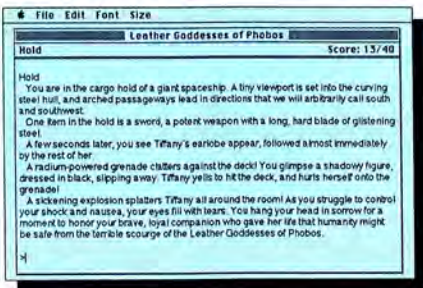 File Edit Font Size
Leather Goddesses of Phobos
Hold Score: 13/40
Hold
You are in the cargo hold of a giant spaceship. A tiny viewport is set into the curving
steel hull, and arched passageways lead in directions that we will arbitrarily call south
and southwest.
One item in the hold is a sword, a potent weapon with a long, hard blade of glistening
steel.
A few seconds later, you see Tiffany's earlobe appear, followed almost immediately
by the rest of her.
A radium-powered grenade clatters against the deck! You glimpse a shadowy figure,
dressed in black, slipping away. Tiffany yells to hit the deck, and hurls herself onto the
grenade!
A sickening explosion splatters Tiffany all around the room! As you struggle to control
your shock and nausea, your eyes fill with tears. You hang your head in sorrow for a
moment to honor your brave, loyal companion who gave her life that humanity might
be safe from the terrible scourge of the Leather Goddesses of Phobos.
>